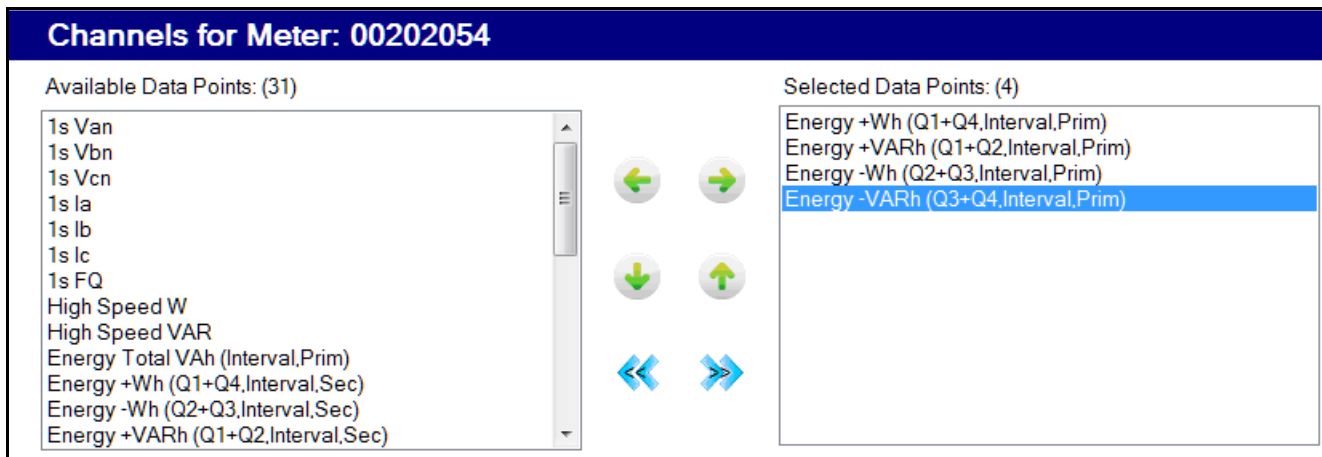 Channels for Meter: 00202054
Available Data Points: (31)
1s Van
1s Vbn
1s Vcn
1s Ia
1s Ib
1s Ic
1s FQ
High Speed W
High Speed VAR
Energy Total VAh (Interval,Prim)
Energy +Wh (Q1+Q4,Interval,Sec)
Energy -Wh (Q2+Q3,Interval,Sec)
Energy +VARh (Q1+Q2,Interval,Sec)
<<
>>
Selected Data Points: (4)
Energy +Wh (Q1+Q4,Interval,Prim)
Energy +VARh (Q1+Q2,Interval,Prim)
Energy -Wh (Q2+Q3,Interval,Prim)
Energy -VARh (Q3+Q4,Interval,Prim)